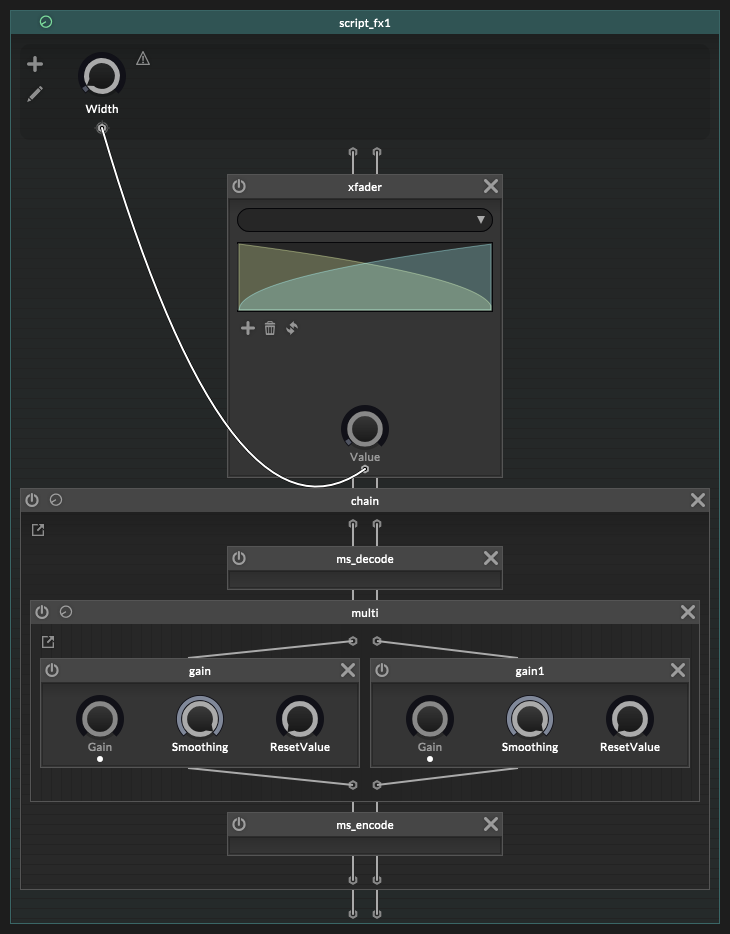 script_fx1
Width
xfader
Value
chain
ms_decode
multi
gain
gain1
Gain Smoothing ResetValue
Gain Smoothing ResetValue
ms_encode